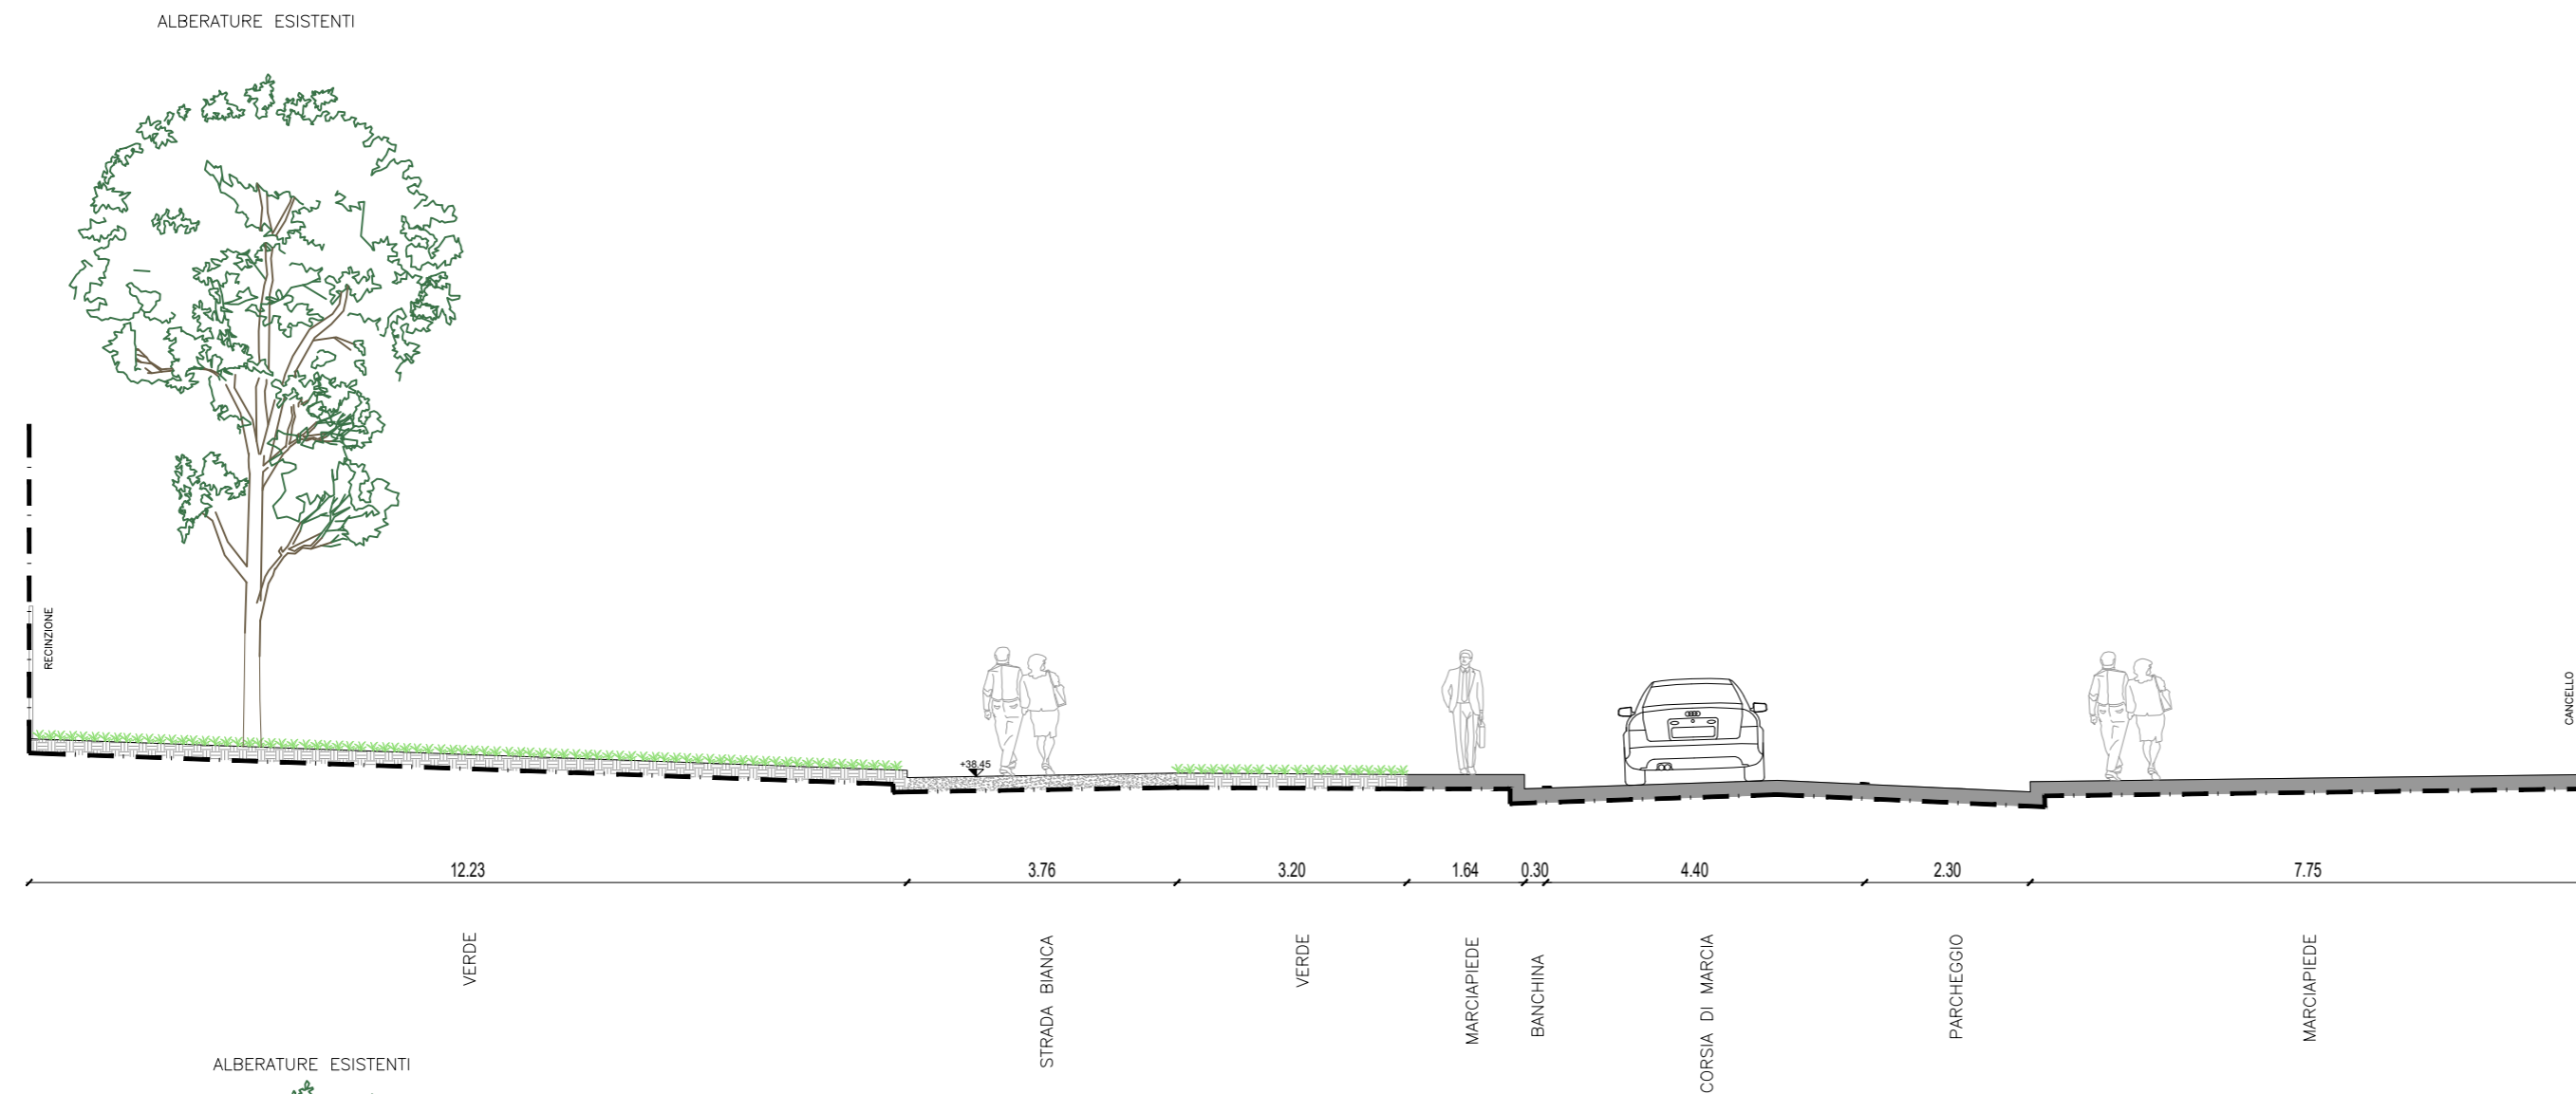 ALBERATURE ESISTENTI
RECINZIONE
CANCELLO
+38.45
12.23
3.76
3.20
1.64
0.30
4.40
2.30
7.75
VERDE
STRADA BIANCA
VERDE
MARCIAPIEDE
BANCHINA
CORSIA DI MARCIA
PARCHEGGIO
MARCIAPIEDE
ALBERATURE ESISTENTI